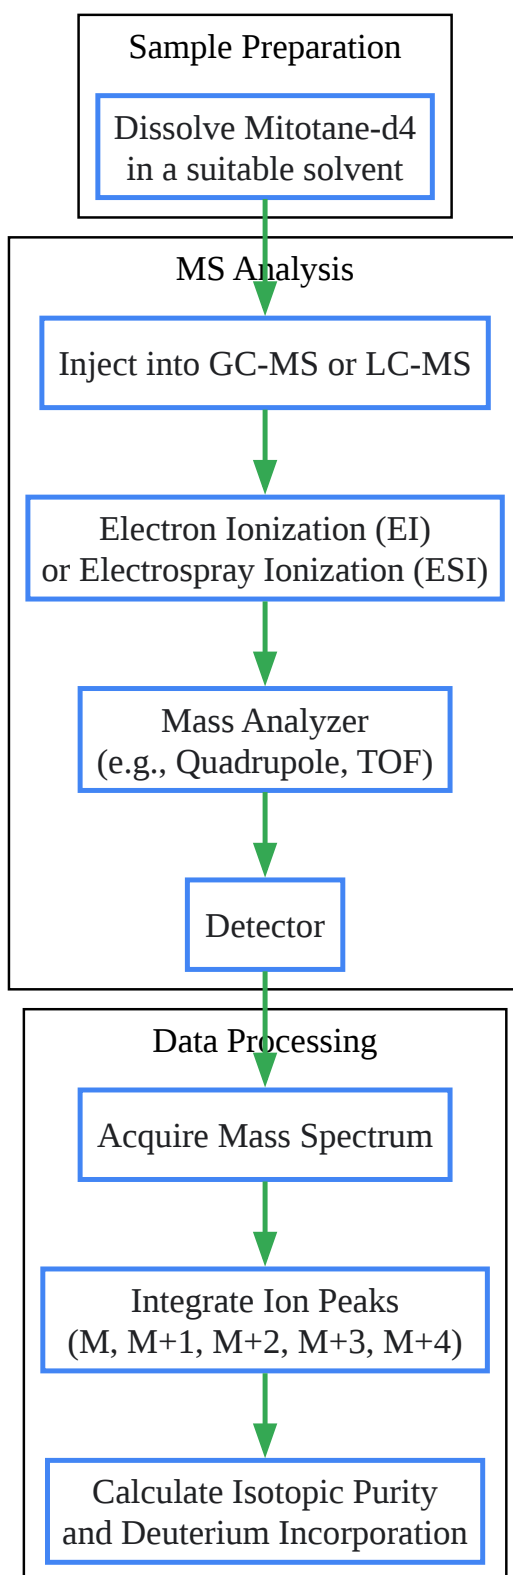 Sample Preparation
Dissolve Mitotane-d4
in a suitable solvent
MS Analysis
Inject into GC-MS or LC-MS
Electron Ionization (EI)
or Electrospray Ionization (ESI)
Mass Analyzer
(e.g., Quadrupole, TOF)
Detector
Data Processing
Acquire Mass Spectrum
Integrate Ion Peaks
(M, M+1, M+2, M+3, M+4)
Calculate Isotopic Purity
and Deuterium Incorporation